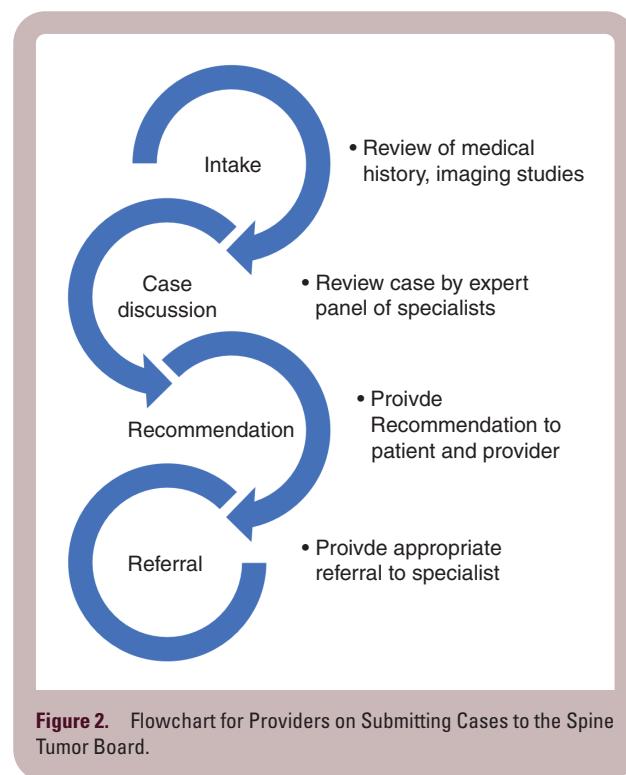 Intake
• Review of medical
history, imaging studies
Case
discussion
• Review case by expert
panel of specialists
Recommendation
• Proivde
Recommendation to
patient and provider
Referral
• Proivde appropriate
referral to specialist
Figure 2. Flowchart for Providers on Submitting Cases to the Spine
Tumor Board.